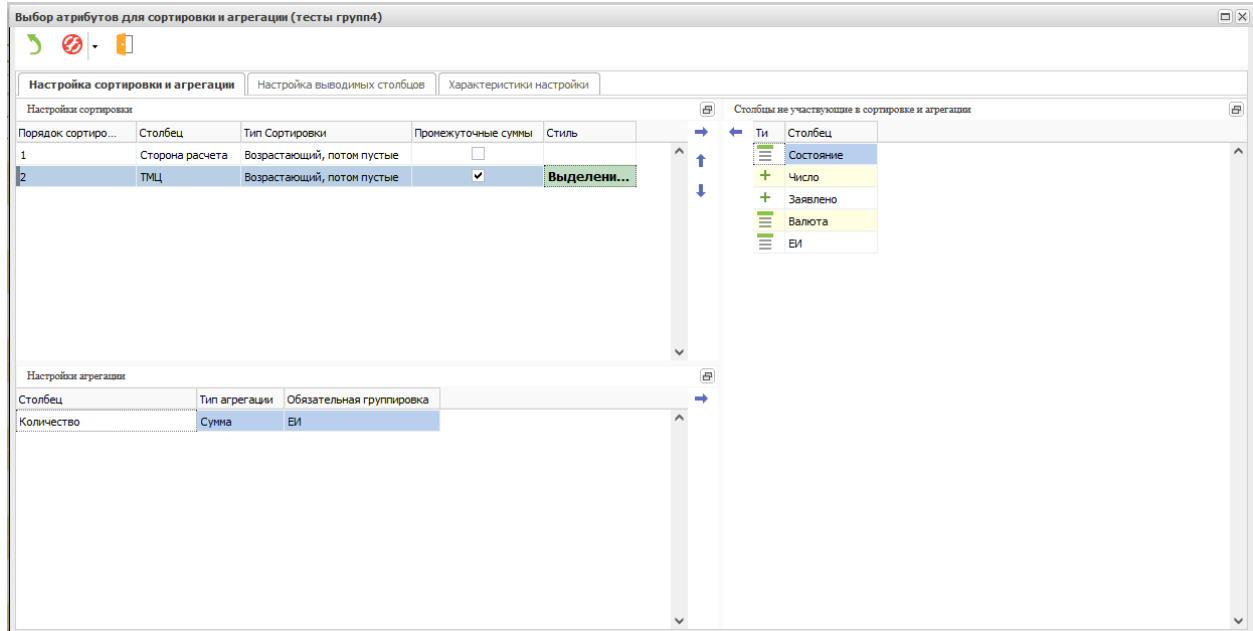 Выбор атрибутов для сортировки и агрегации (тесты групп4)
Настройка сортировки и агрегации Настройка выводимых столбцов Характеристики настройки
Настройки сортировки
Порядок сортиро... Столбец Тип Сортировки Промежуточные суммы Стиль
1 Сторона расчета Возрастающий, потом пустые
2 ТМЦ Возрастающий, потом пустые Выделени...
Столбцы не участвующие в сортировке и агрегации
Ти Столбец
Состояние
Число
Заявлено
Валюта
ЕИ
Настройки агрегации
Столбец Тип агрегации Обязательная группировка
Количество Сумма ЕИ